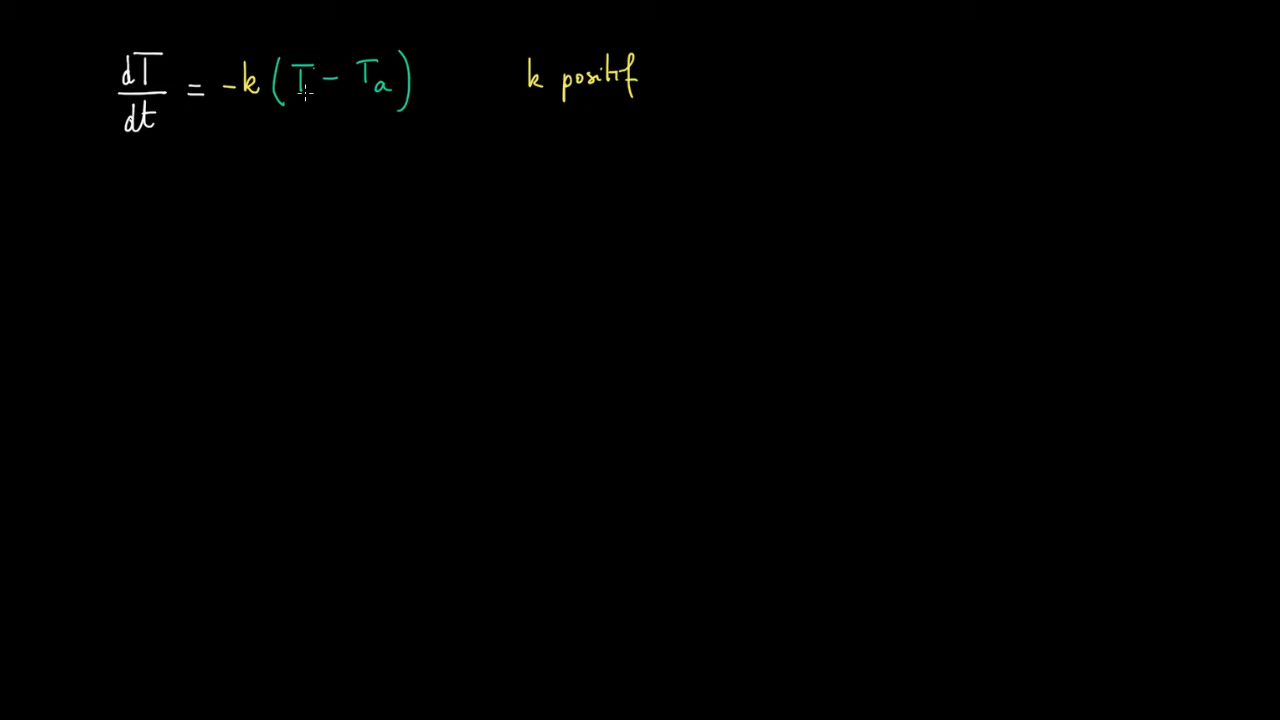 dT/dt = -k (T - Ta) k positif